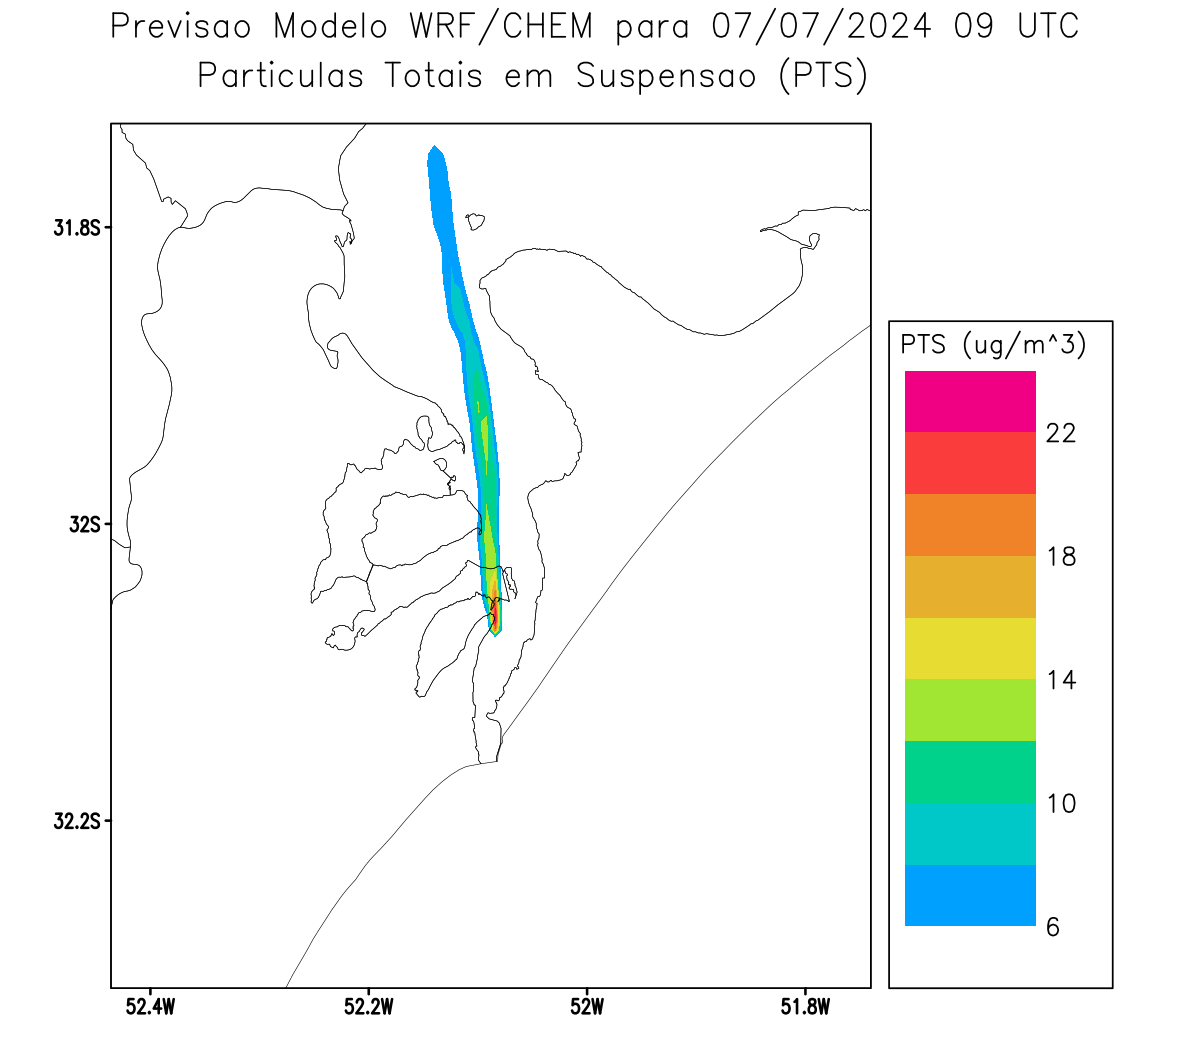 Previsao Modelo WRF/CHEM para 07/07/2024 09 UTC
Particulas Totais em Suspensao (PTS)
31.8S
32S
32.2S
52.4W
52.2W
52W
51.8W
PTS (ug/m^3)
22
18
14
10
6